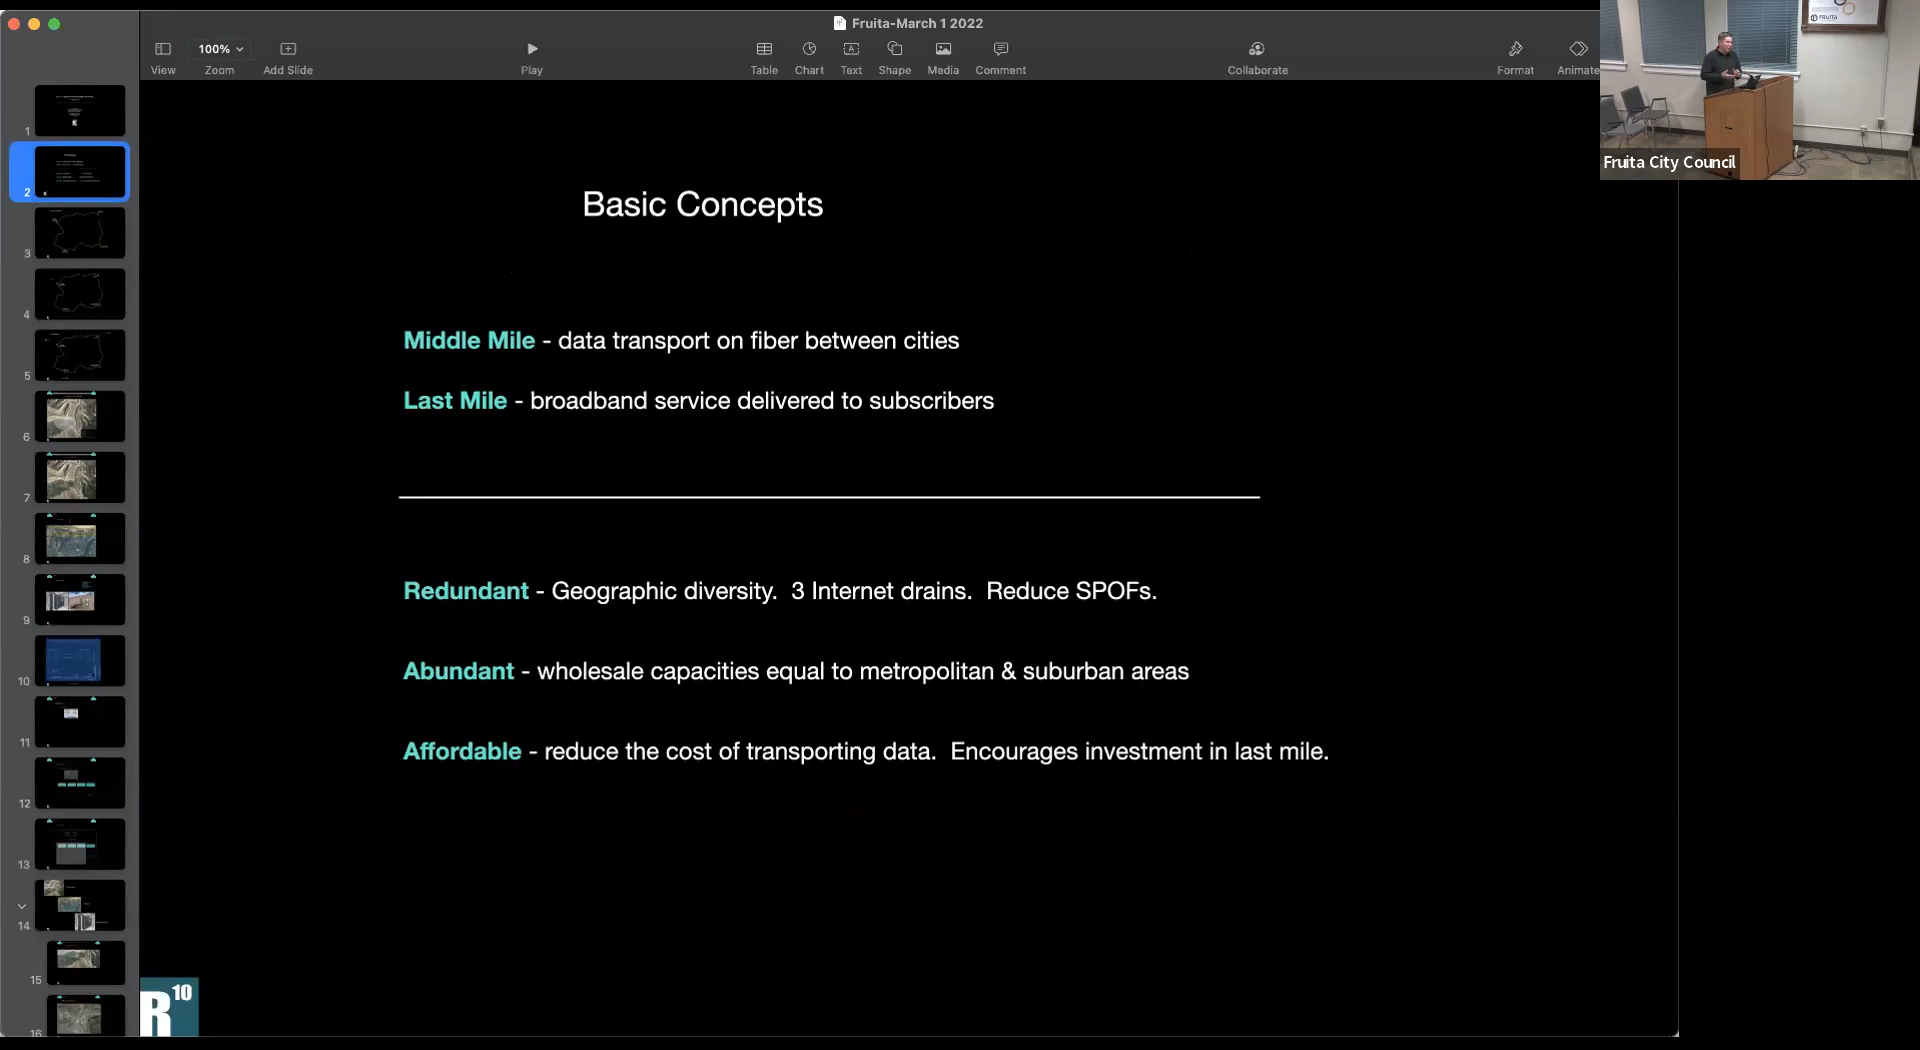 Fruita-March 1 2022
100%
View
Zoom
Add Slide
Play
Table
Chart
Text
Shape
Media
Comment
Collaborate
Format
Animate
FRUITA
Fruita City Council
1
2
3
4
5
6
7
8
9
10
11
12
13
14
15
16
Basic Concepts
Middle Mile - data transport on fiber between cities
Last Mile - broadband service delivered to subscribers
Redundant - Geographic diversity. 3 Internet drains. Reduce SPOFs.
Abundant - wholesale capacities equal to metropolitan & suburban areas
Affordable - reduce the cost of transporting data. Encourages investment in last mile.
R10